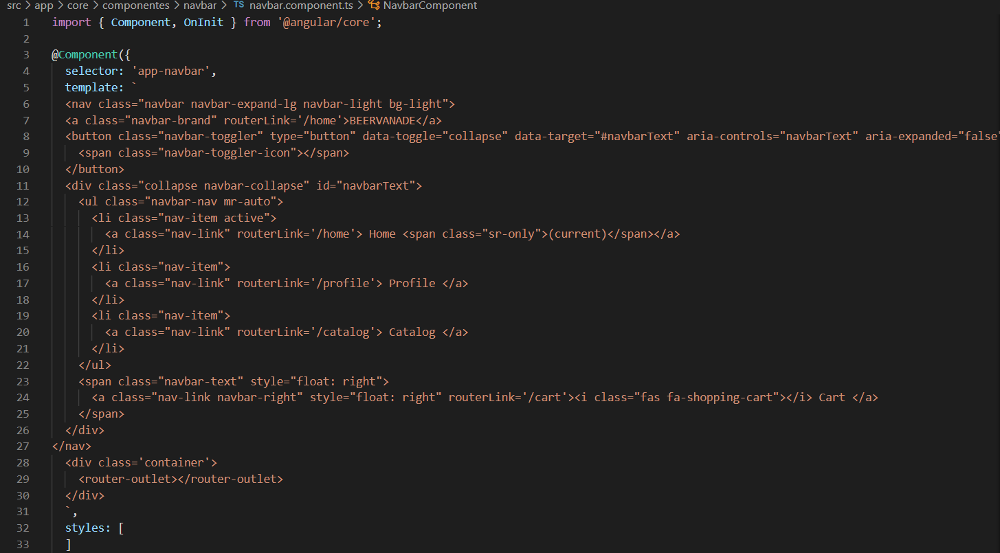 src > app > core > componentes > navbar > TS navbar.component.ts > NavbarComponent
1 import { Component, OnInit } from '@angular/core';
2
3 @Component({
4   selector: 'app-navbar',
5   template: `
6   <nav class="navbar navbar-expand-lg navbar-light bg-light">
7   <a class="navbar-brand" routerLink='/home'>BEERVANADE</a>
8   <button class="navbar-toggler" type="button" data-toggle="collapse" data-target="#navbarText" aria-controls="navbarText" aria-expanded="false"
9     <span class="navbar-toggler-icon"></span>
10   </button>
11   <div class="collapse navbar-collapse" id="navbarText">
12     <ul class="navbar-nav mr-auto">
13       <li class="nav-item active">
14         <a class="nav-link" routerLink='/home'> Home <span class="sr-only">(current)</span></a>
15       </li>
16       <li class="nav-item">
17         <a class="nav-link" routerLink='/profile'> Profile </a>
18       </li>
19       <li class="nav-item">
20         <a class="nav-link" routerLink='/catalog'> Catalog </a>
21       </li>
22     </ul>
23     <span class="navbar-text" style="float: right">
24       <a class="nav-link navbar-right" style="float: right" routerLink='/cart'><i class="fas fa-shopping-cart"></i> Cart </a>
25     </span>
26   </div>
27 </nav>
28   <div class='container'>
29     <router-outlet></router-outlet>
30   </div>
31   `,
32   styles: [
33   ]